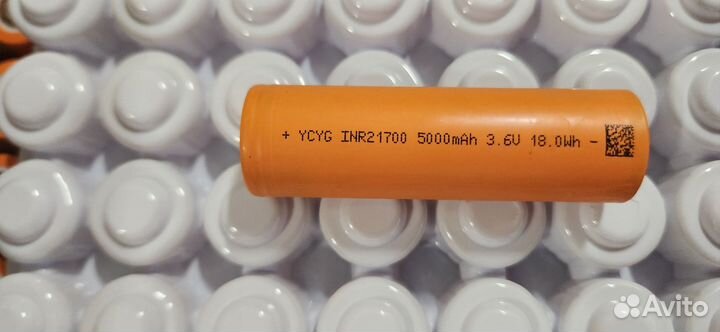 + YCYG INR21700 5000mAh 3.6V 18.0Wh -
Avito